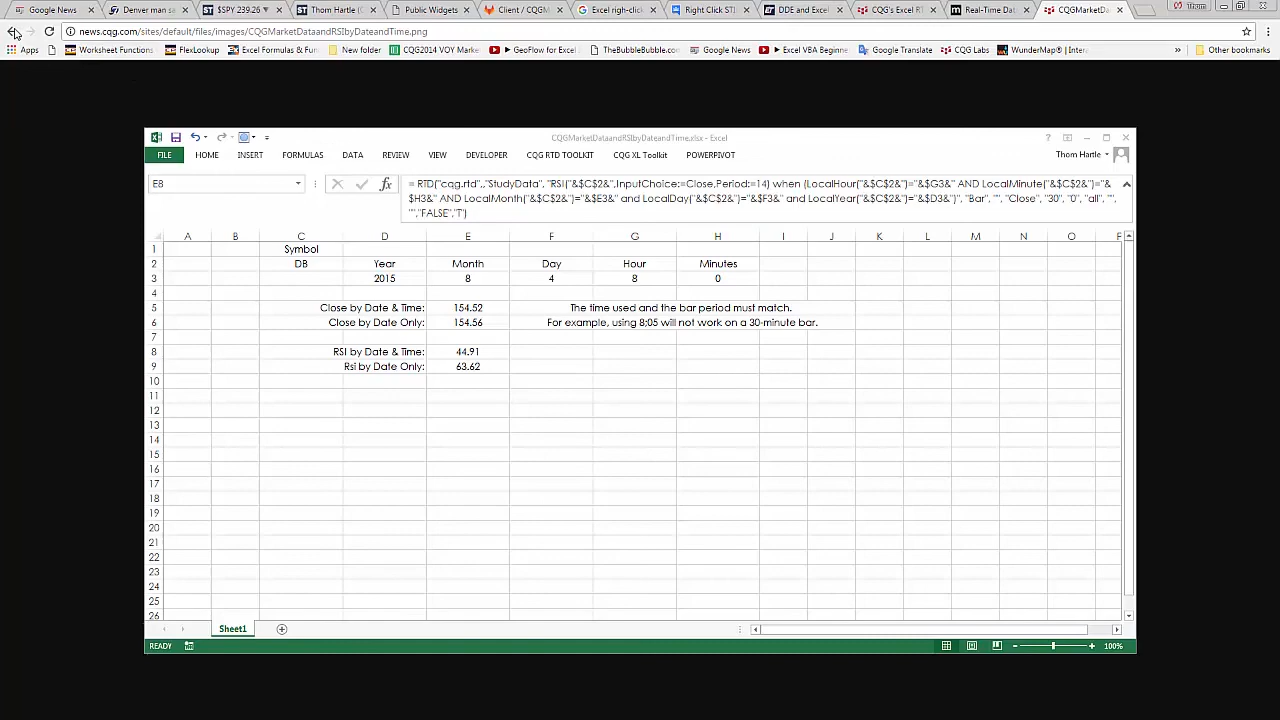 Google News
Denver man sa
$SPY 239.26
Thom Hartle (
Public Widgets
Client / CQGM
Excel righ-click
Right Click STI
DDE and Excel
CQG's Excel RT
Real-Time Dat
CQGMarketDa
Thom
news.cqg.com/sites/default/files/images/CQGMarketDataandRSIbyDateandTime.png
Apps
Worksheet Functions
FlexLookup
Excel Formulas & Fun
New folder
CQG2014 VOY Marke
GeoFlow for Excel
TheBubbleBubble.com
Google News
Excel VBA Beginne
Google Translate
CQG Labs
WunderMap® | Inter
Other bookmarks
CQGMarketDataandRSIbyDateandTime.xlsx - Excel
FILE HOME INSERT FORMULAS DATA REVIEW VIEW DEVELOPER CQG RTD TOOLKIT CQG XL Toolkit POWERPIVOT Thom Hartle
E8
= RTD("cqg.rtd",,"StudyData", "RSI("&$C$2&",InputChoice:=Close,Period:=14) when (LocalHour("&$C$2&")="&$G3&" AND LocalMinute("&$C$2&")="&
$H3&" AND LocalMonth("&$C$2&")="&$E3&" and LocalDay("&$C$2&")="&$F3&" and LocalYear("&$C$2&")="&$D3&")", "Bar", "", "Close", "30", "0", "all", "",
"","FALSE","T")
A B C D E F G H I J K L M N O P
1 Symbol
2 DB Year Month Day Hour Minutes
3 2015 8 4 8 0
4
5 Close by Date & Time: 154.52 The time used and the bar period must match.
6 Close by Date Only: 154.56 For example, using 8:05 will not work on a 30-minute bar.
7
8 RSI by Date & Time: 44.91
9 Rsi by Date Only: 63.62
10
11
12
13
14
15
16
17
18
19
20
21
22
23
24
25
26
Sheet1
READY
100%